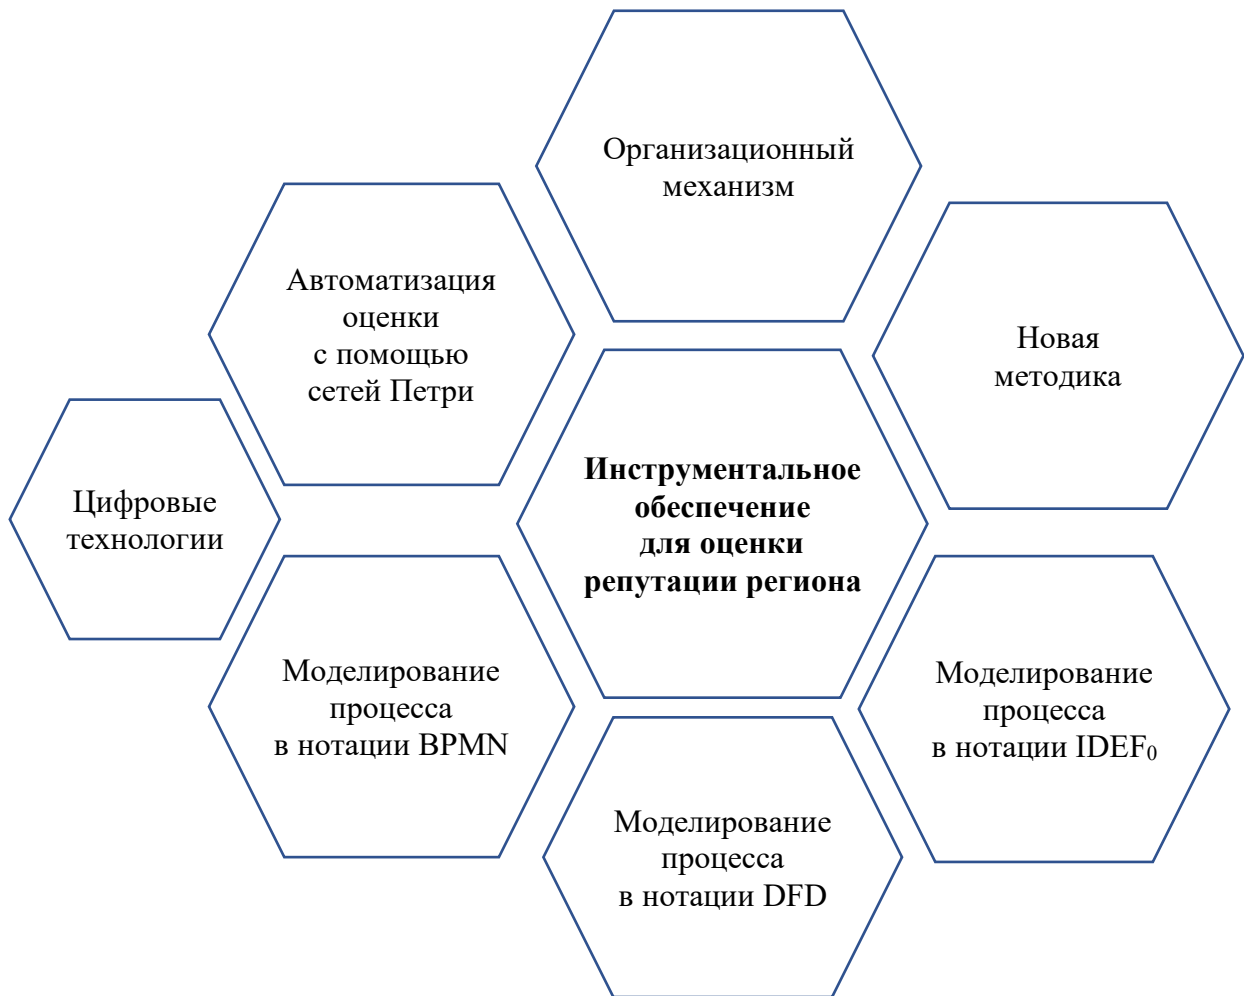 Организационный
механизм
Автоматизация
оценки
с помощью
сетей Петри
Новая
методика
Инструментальное
обеспечение
для оценки
репутации региона
Цифровые
технологии
Моделирование
процесса
в нотации BPMN
Моделирование
процесса
в нотации IDEF₀
Моделирование
процесса
в нотации DFD